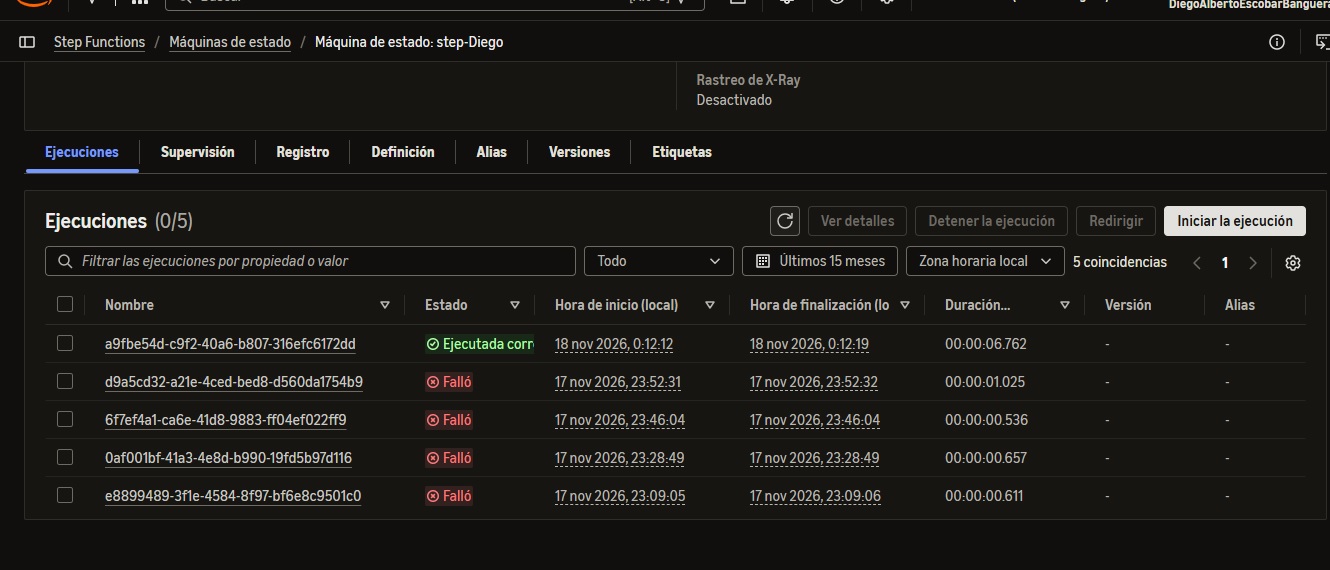 DiegoAlbertoEscobarBanguera
Step Functions / Máquinas de estado / Máquina de estado: step-Diego
Rastreo de X-Ray
Desactivado
Ejecuciones Supervisión Registro Definición Alias Versiones Etiquetas
Ejecuciones (0/5) Ver detalles Detener la ejecución Redirigir Iniciar la ejecución
Filtrar las ejecuciones por propiedad o valor Todo Últimos 15 meses Zona horaria local 5 coincidencias 1
Nombre Estado Hora de inicio (local) Hora de finalización (lo Duración... Versión Alias
a9fbe54d-c9f2-40a6-b807-316efc6172dd Ejecutada corr 18 nov 2026, 0:12:12 18 nov 2026, 0:12:19 00:00:06.762 - -
d9a5cd32-a21e-4ced-bed8-d560da1754b9 Falló 17 nov 2026, 23:52:31 17 nov 2026, 23:52:32 00:00:01.025 - -
6f7ef4a1-ca6e-41d8-9883-ff04ef022ff9 Falló 17 nov 2026, 23:46:04 17 nov 2026, 23:46:04 00:00:00.536 - -
0af001bf-41a3-4e8d-b990-19fd5b97d116 Falló 17 nov 2026, 23:28:49 17 nov 2026, 23:28:49 00:00:00.657 - -
e8899489-3f1e-4584-8f97-bf6e8c9501c0 Falló 17 nov 2026, 23:09:05 17 nov 2026, 23:09:06 00:00:00.611 - -